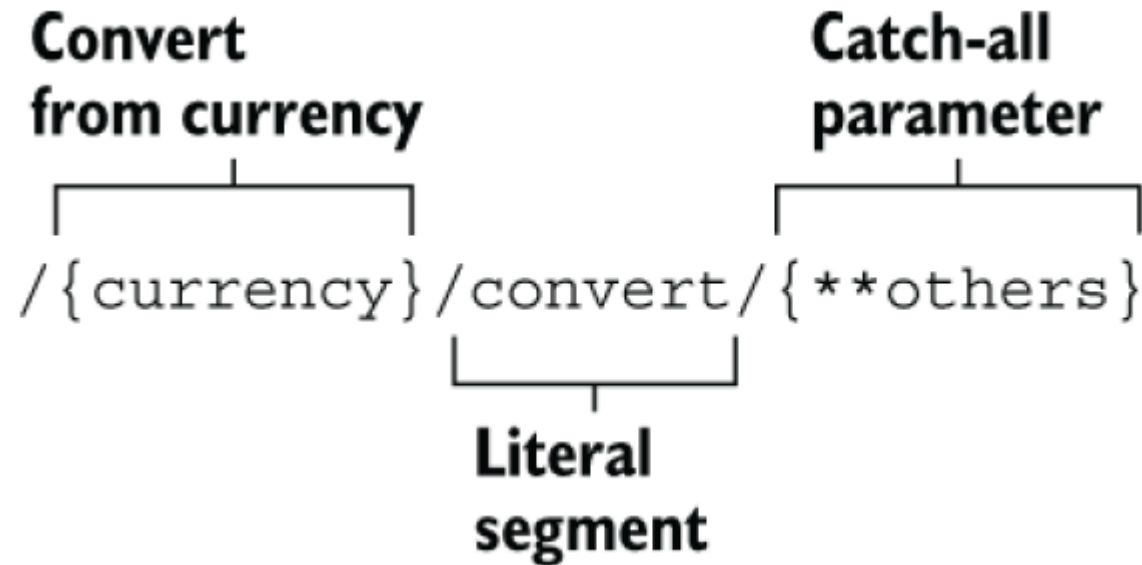 Convert
from currency
Catch-all
parameter
/{currency}/convert/{**others}
Literal
segment